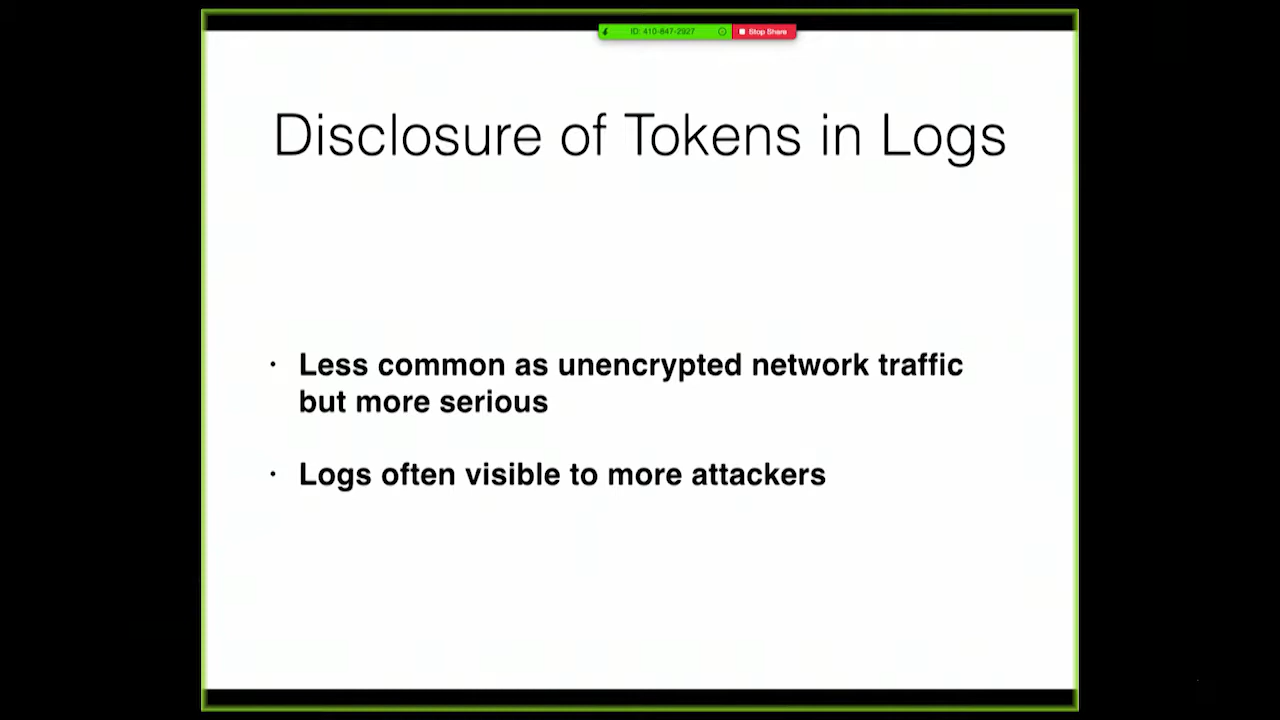 ID: 410-847-2927 Stop Share
Disclosure of Tokens in Logs
· Less common as unencrypted network traffic
but more serious
· Logs often visible to more attackers